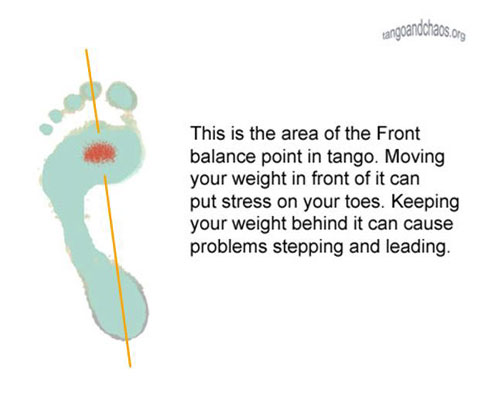 tangoandchaos.org
This is the area of the Front
balance point in tango. Moving
your weight in front of it can
put stress on your toes. Keeping
your weight behind it can cause
problems stepping and leading.